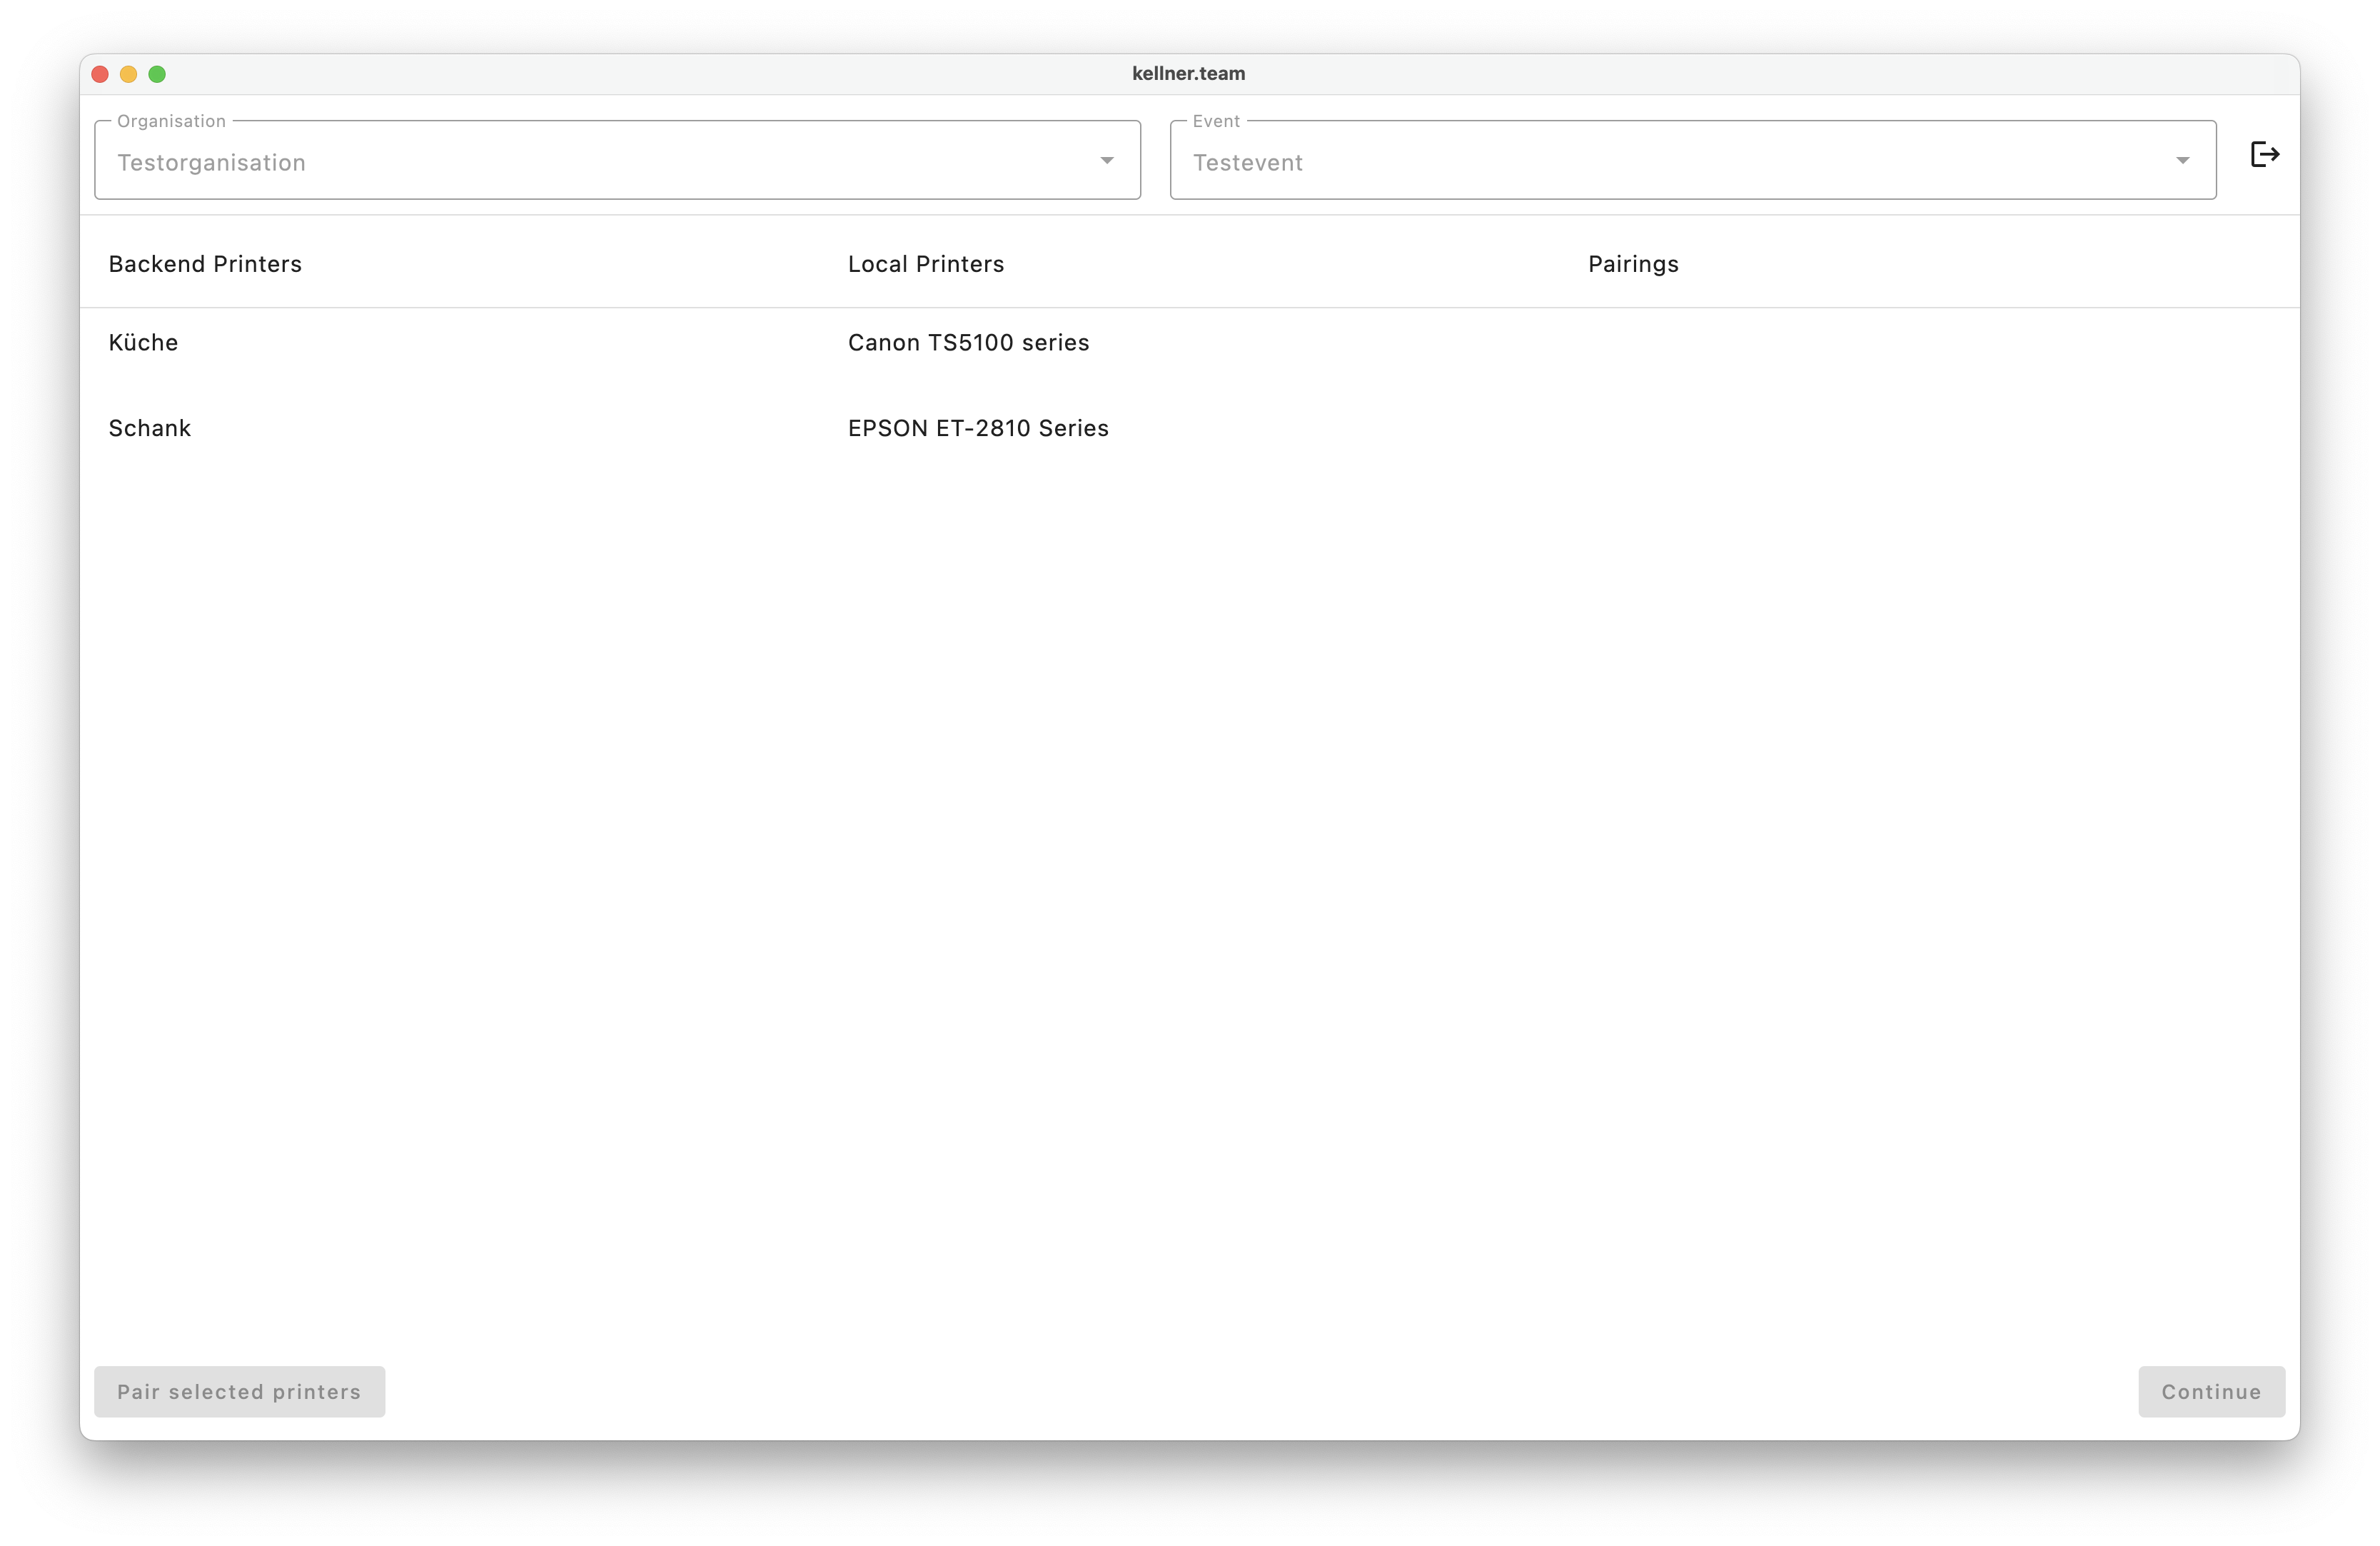 kellner.team
Organisation
Testorganisation
Event
Testevent
Backend Printers
Local Printers
Pairings
Küche
Canon TS5100 series
Schank
EPSON ET-2810 Series
Pair selected printers
Continue